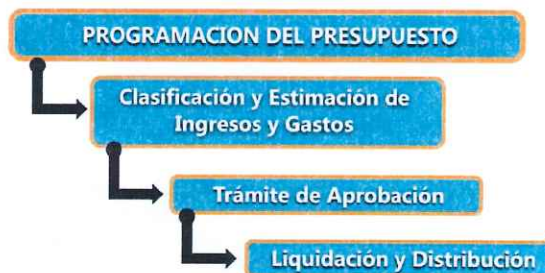 PROGRAMACION DEL PRESUPUESTO
Clasificación y Estimación de
Ingresos y Gastos
Trámite de Aprobación
Liquidación y Distribución